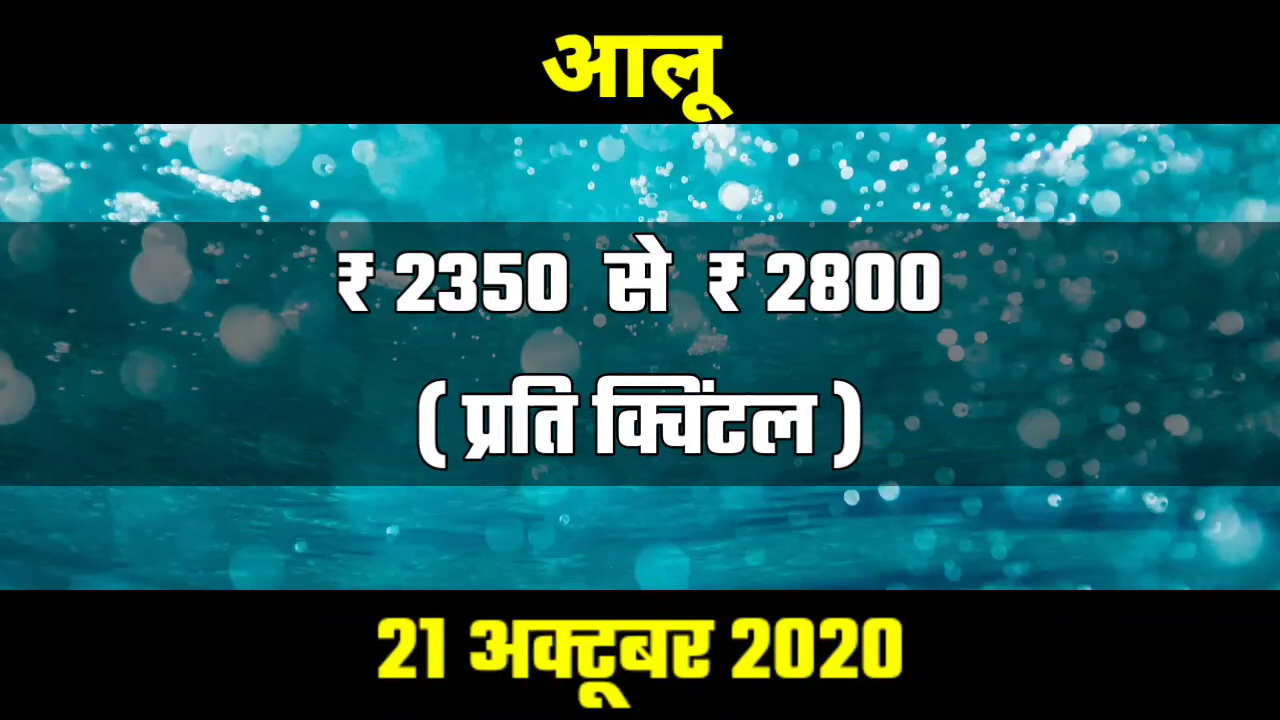 आलू
₹ 2350 से ₹ 2800
( प्रति क्विंटल )
21 अक्टूबर 2020